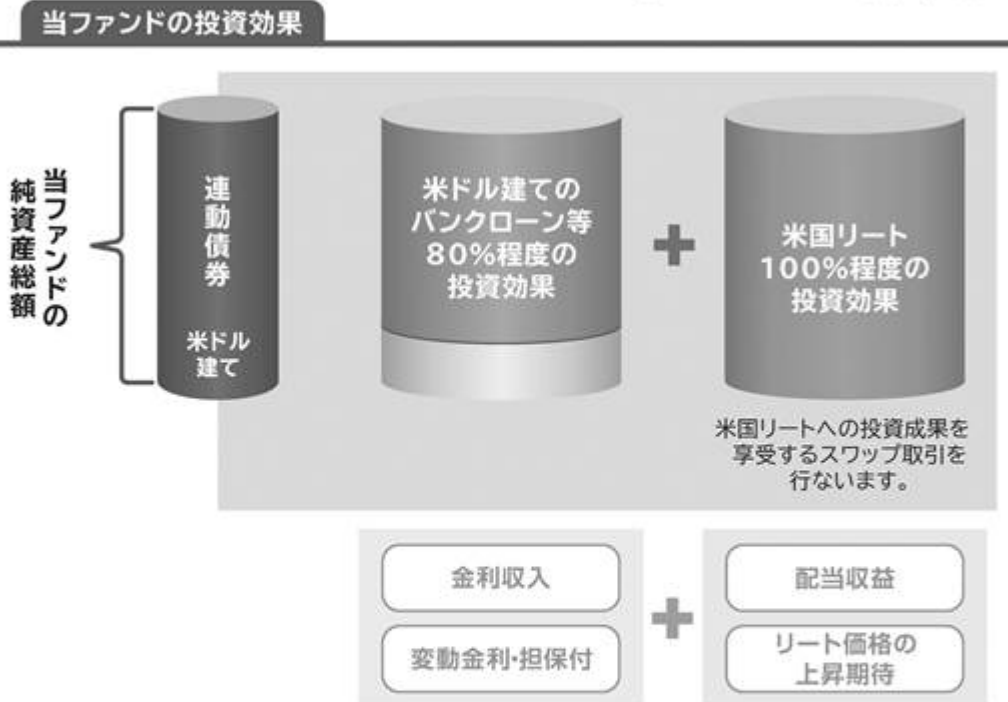 当ファンドの投資効果
当ファンドの
純資産総額
連動債券
米ドル
建て
米ドル建ての
バンクローン等
80%程度の
投資効果
+
米国リート
100%程度の
投資効果
米国リートへの投資成果を
享受するスワップ取引を
行ないます。
金利収入
変動金利・担保付
+
配当収益
リート価格の
上昇期待